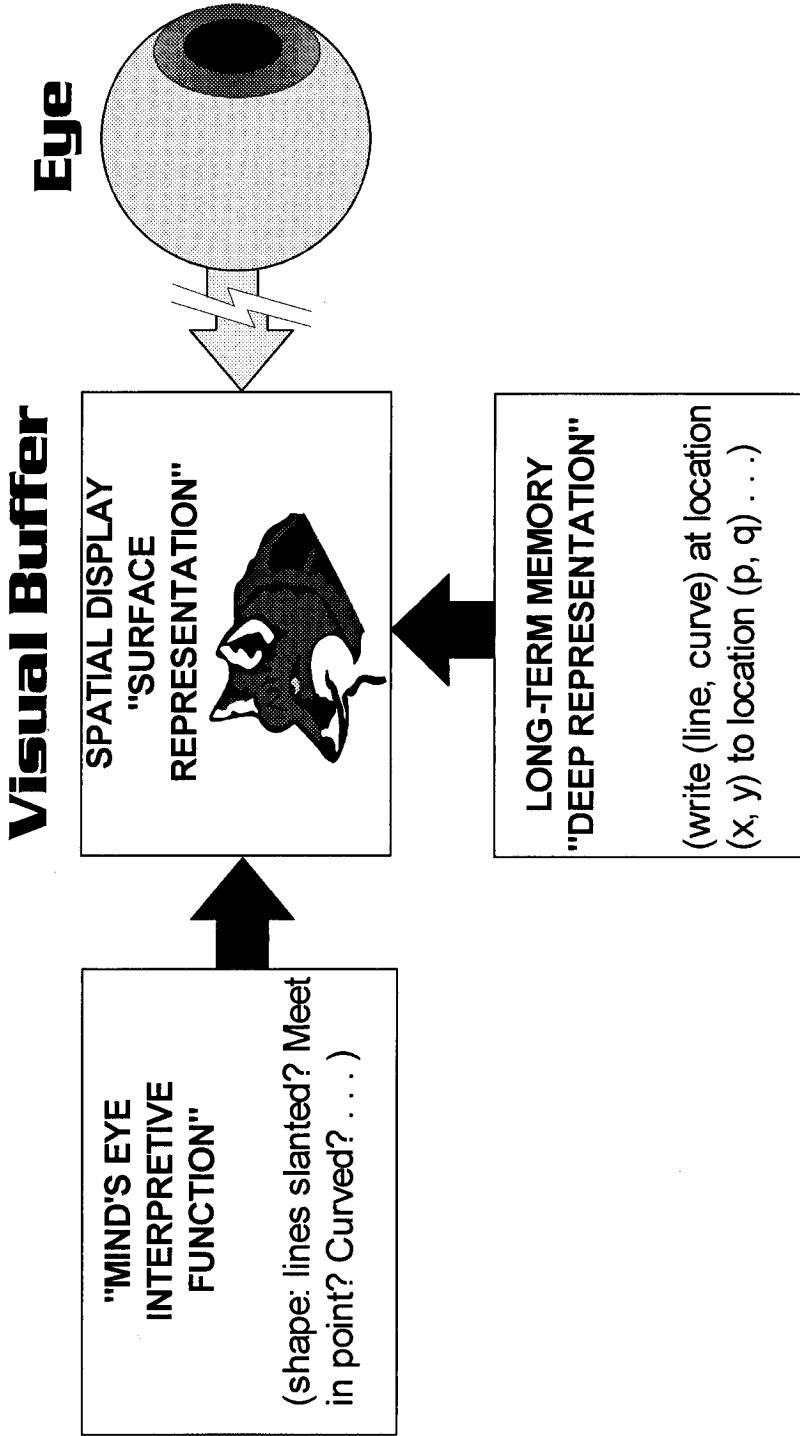 Visual Buffer
Eye
"MIND'S EYE
INTERPRETIVE
FUNCTION"
(shape: lines slanted? Meet
in point? Curved? . . . )
SPATIAL DISPLAY
"SURFACE
REPRESENTATION"
LONG-TERM MEMORY
"DEEP REPRESENTATION"
(write (line, curve) at location
(x, y) to location (p, q) . . .)